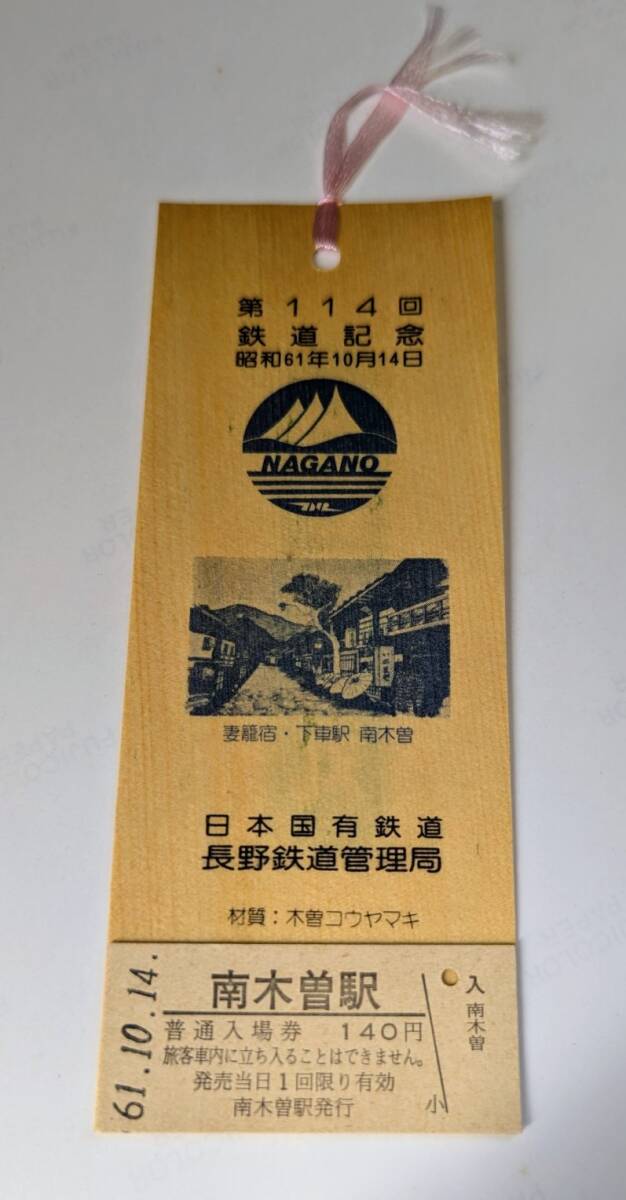 第114回
鉄道記念
昭和61年10月14日
NAGANO
JNR
妻籠宿・下車駅 南木曽
日本国有鉄道
長野鉄道管理局
材質：木曽コウヤマキ
61.10.14.
南木曽駅
普通入場券 140円
旅客車内に立ち入ることはできません。
発売当日1回限り有効
南木曽駅発行
小
入
南木曽